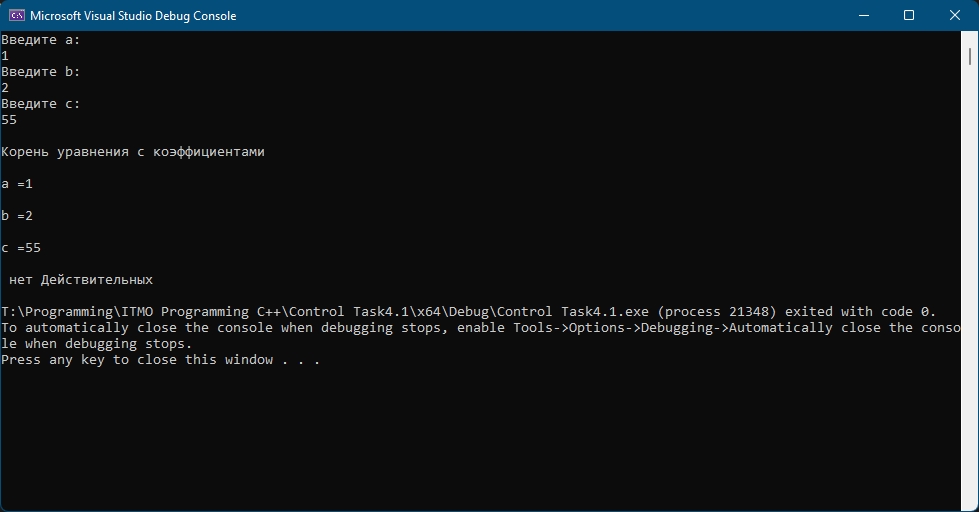 Microsoft Visual Studio Debug Console
Введите a:
1
Введите b:
2
Введите c:
55
Корень уравнения с коэффициентами
a =1
b =2
c =55
нет Действительных
T:\Programming\ITMO Programming C++\Control Task4.1\x64\Debug\Control Task4.1.exe (process 21348) exited with code 0.
To automatically close the console when debugging stops, enable Tools->Options->Debugging->Automatically close the conso
le when debugging stops.
Press any key to close this window . . .